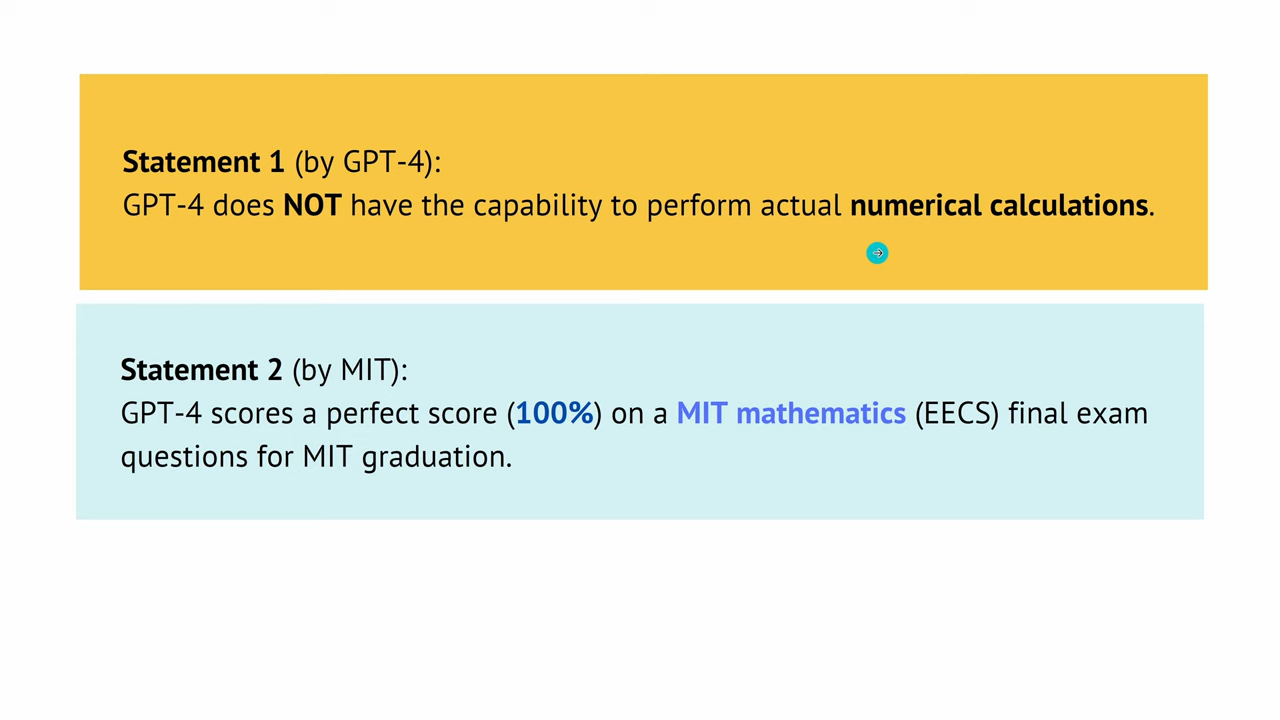 Statement 1 (by GPT-4):
GPT-4 does NOT have the capability to perform actual numerical calculations.
Statement 2 (by MIT):
GPT-4 scores a perfect score (100%) on a MIT mathematics (EECS) final exam
questions for MIT graduation.